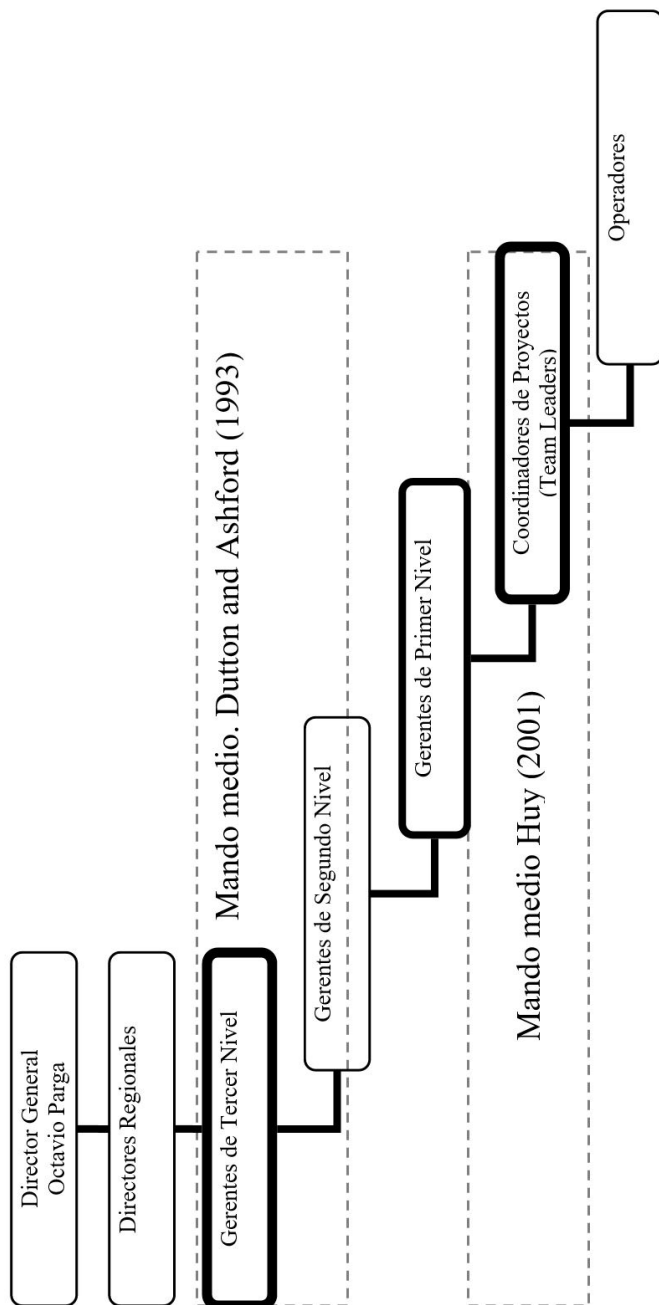 Director General
Octavio Parga
Directores Regionales
Gerentes de Tercer Nivel
Mando medio. Dutton and Ashford (1993)
Gerentes de Segundo Nivel
Gerentes de Primer Nivel
Coordinadores de Proyectos
(Team Leaders)
Mando medio Huy (2001)
Operadores